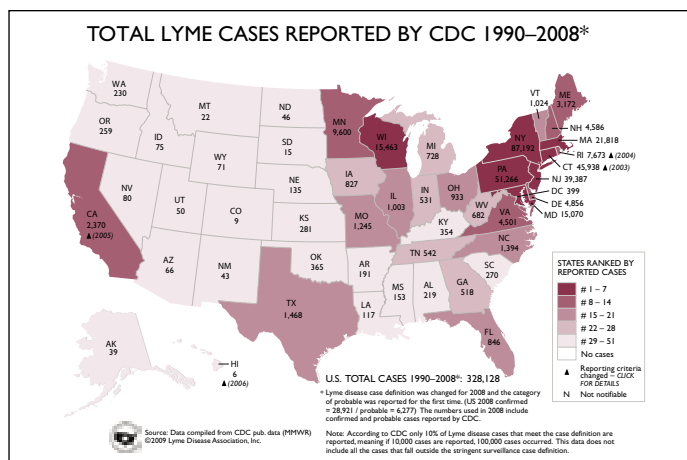 TOTAL LYME CASES REPORTED BY CDC 1990–2008*
WA
230
OR
259
ID
75
MT
22
WY
71
ND
46
SD
15
NE
135
KS
281
OK
365
TX
1,468
NV
80
UT
50
CO
9
AZ
66
NM
43
CA
2,370
▲ (2005)
MN
9,600
WI
15,463
IA
827
MO
1,245
AR
191
LA
117
MS
153
AL
219
GA
518
FL
846
SC
270
NC
1,394
TN 542
KY
354
IL
1,003
IN
531
OH
933
MI
728
WV
682
VA
4,501
PA
51,266
NY
87,192
VT
1,024
ME
3,172
NH 4,586
MA 21,818
RI 7,673 ▲ (2004)
CT 45,938 ▲ (2003)
NJ 39,387
DC 399
DE 4,856
MD 15,070
AK
39
HI
6
▲ (2006)
STATES RANKED BY
REPORTED CASES
# 1 – 7
# 8 – 14
# 15 – 21
# 22 – 28
# 29 – 51
No cases
▲ Reporting criteria
changed -- CLICK
FOR DETAILS
N Not notifiable
U.S. TOTAL CASES 1990–2008*: 328,128
* Lyme disease case definition was changed for 2008 and the category
of probable was reported for the first time. (US 2008 confirmed
= 28,921 / probable = 6,277) The numbers used in 2008 include
confirmed and probable cases reported by CDC.
Note: According to CDC only 10% of Lyme disease cases that meet the case definition are
reported, meaning if 10,000 cases are reported, 100,000 cases occurred. This data does not
include all the cases that fall outside the stringent surveillance case definition.
Source: Data compiled from CDC pub. data (MMWR)
©2009 Lyme Disease Association, Inc.